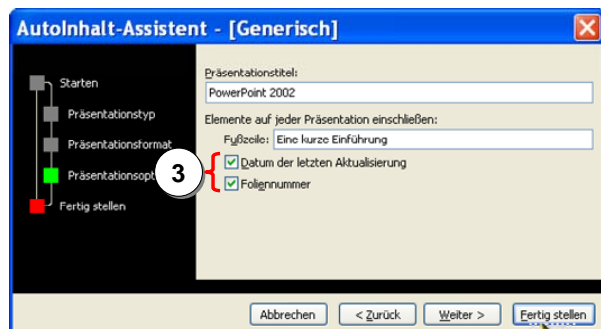 AutoInhalt-Assistent - [Generisch]
Starten
Präsentationstyp
Präsentationsformat
Fertig stellen
Präsentationstitel:
PowerPoint 2002
Elemente auf jeder Präsentation einschließen:
Fußzeile: Eine kurze Einführung
3
Datum der letzten Aktualisierung
Foliennummer
Abbrechen
< Zurück
Weiter >
Fertig stellen